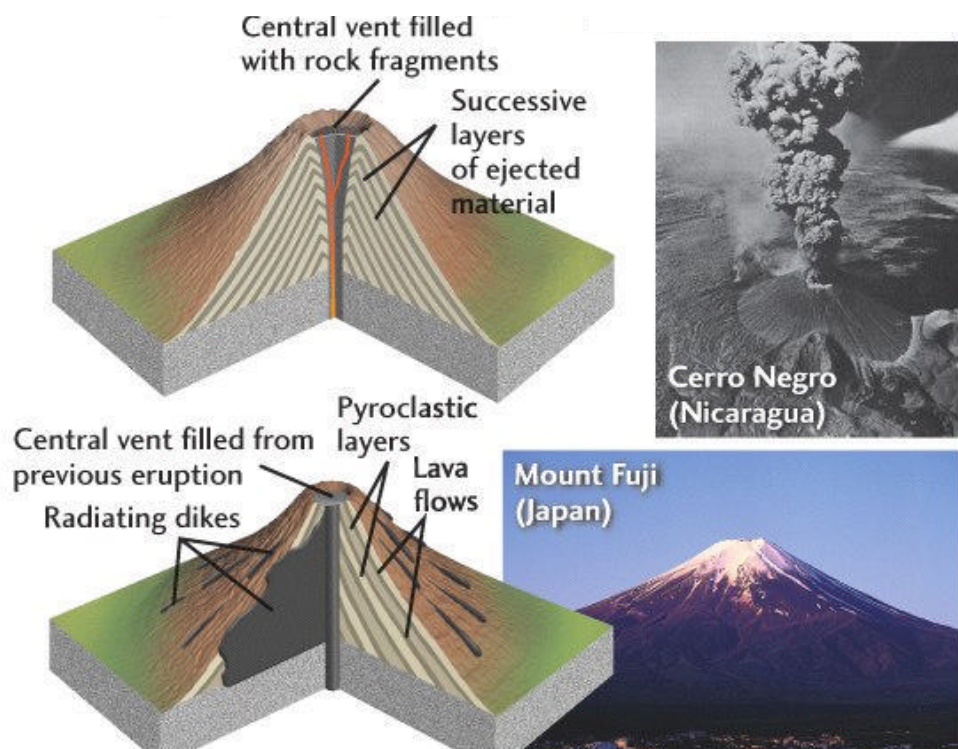 Central vent filled
with rock fragments
Successive
layers
of ejected
material
Cerro Negro
(Nicaragua)
Pyroclastic
layers
Central vent filled from
previous eruption
Lava
flows
Radiating dikes
Mount Fuji
(Japan)